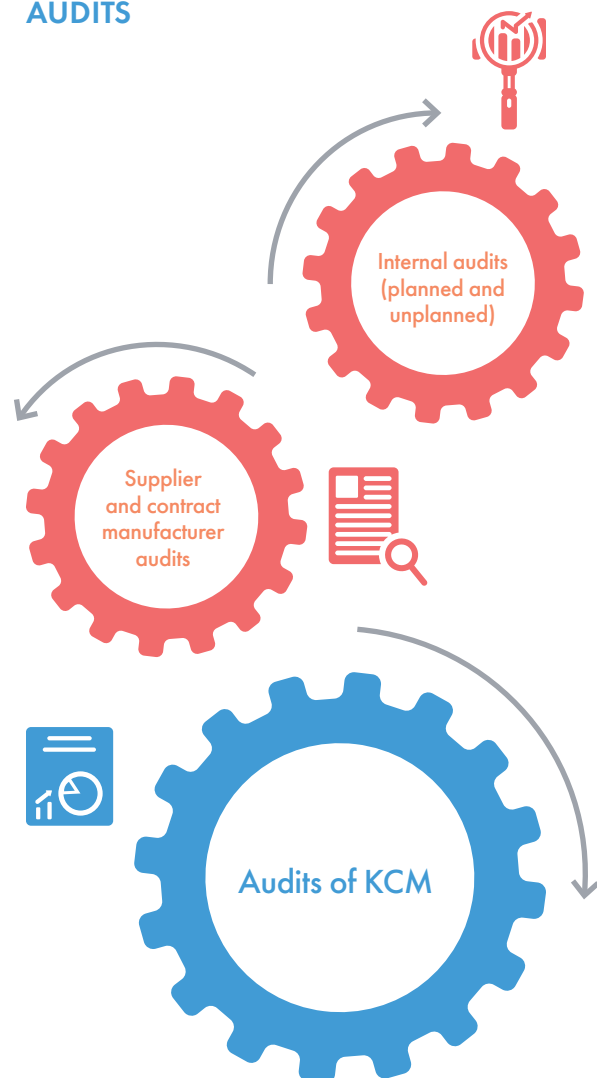 AUDITS
Internal audits
(planned and
unplanned)
Supplier
and contract
manufacturer
audits
Audits of KCM